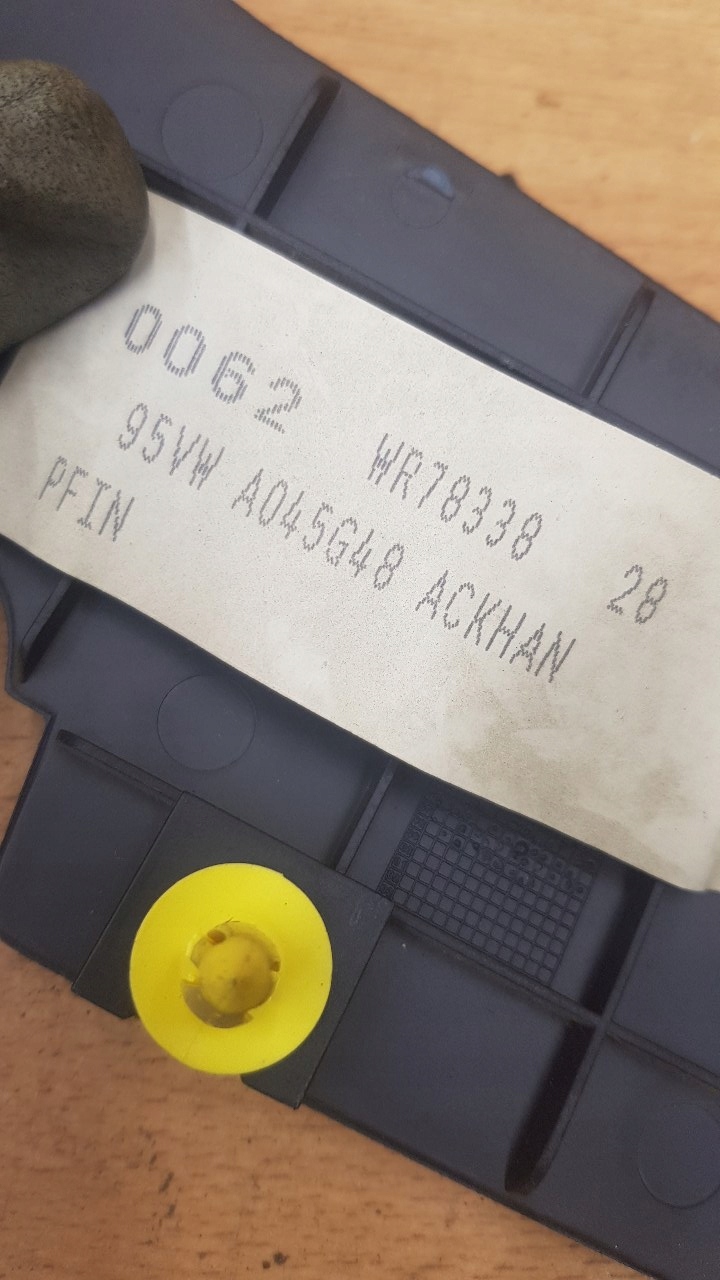 0062 WR78338 28
95VW A045G48 ACKHAN
PFIN